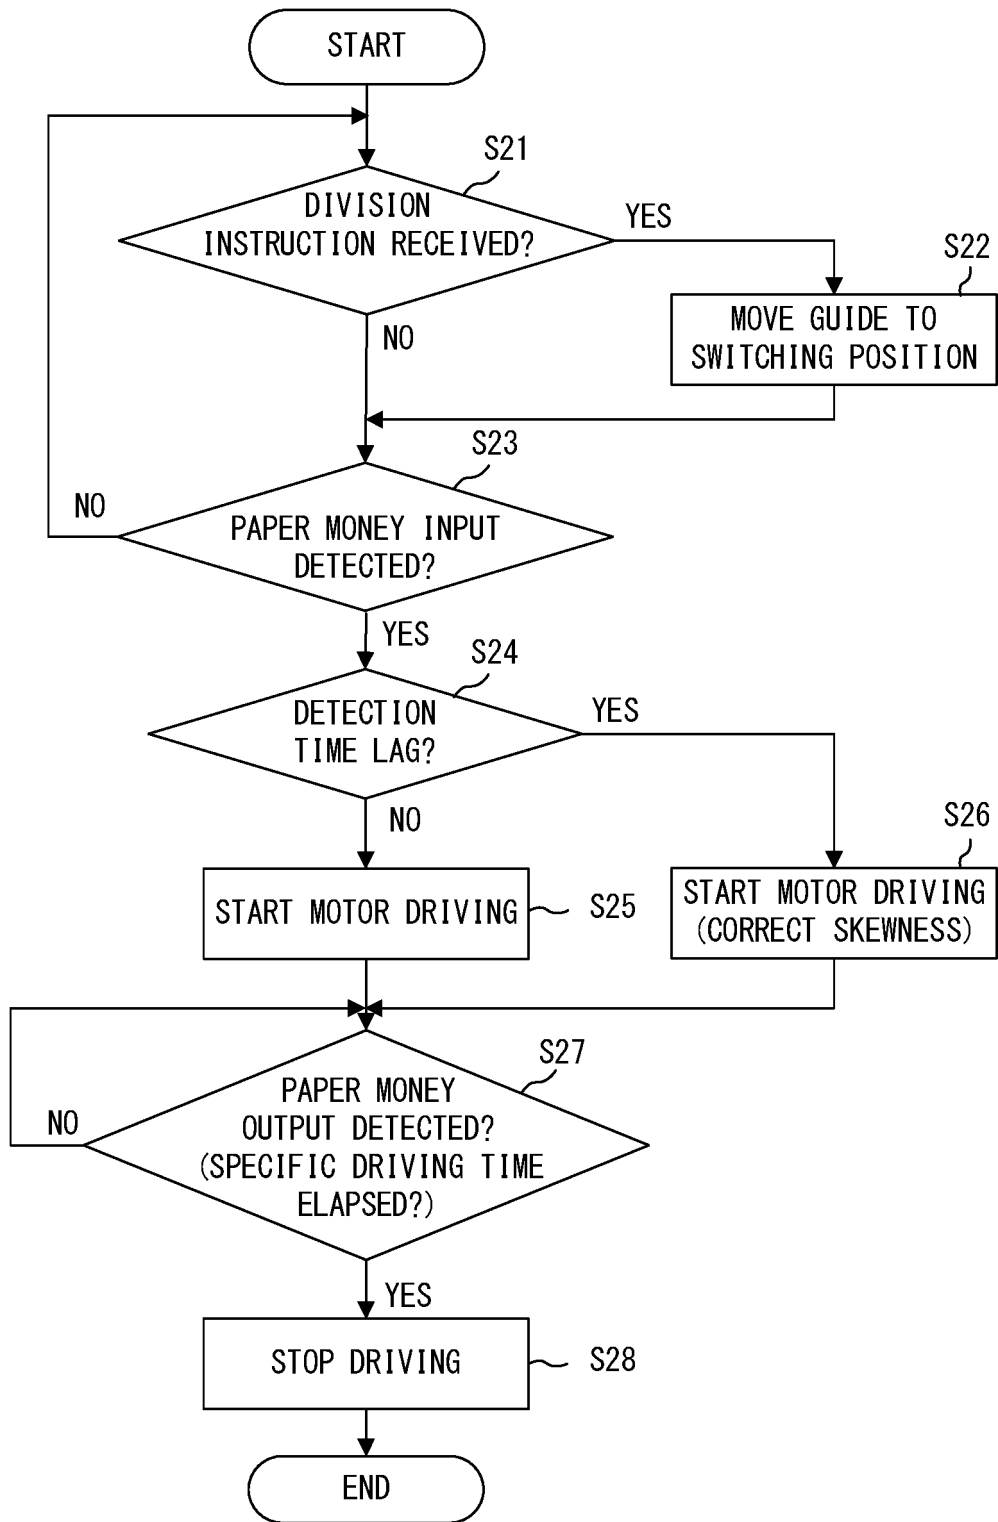 START
S21
DIVISION
INSTRUCTION RECEIVED?
YES
S22
MOVE GUIDE TO
SWITCHING POSITION
NO
S23
NO
PAPER MONEY INPUT
DETECTED?
YES
S24
DETECTION
TIME LAG?
YES
NO
S26
START MOTOR DRIVING
S25
START MOTOR DRIVING
(CORRECT SKEWNESS)
S27
PAPER MONEY
OUTPUT DETECTED?
(SPECIFIC DRIVING TIME
ELAPSED?)
NO
YES
STOP DRIVING
S28
END